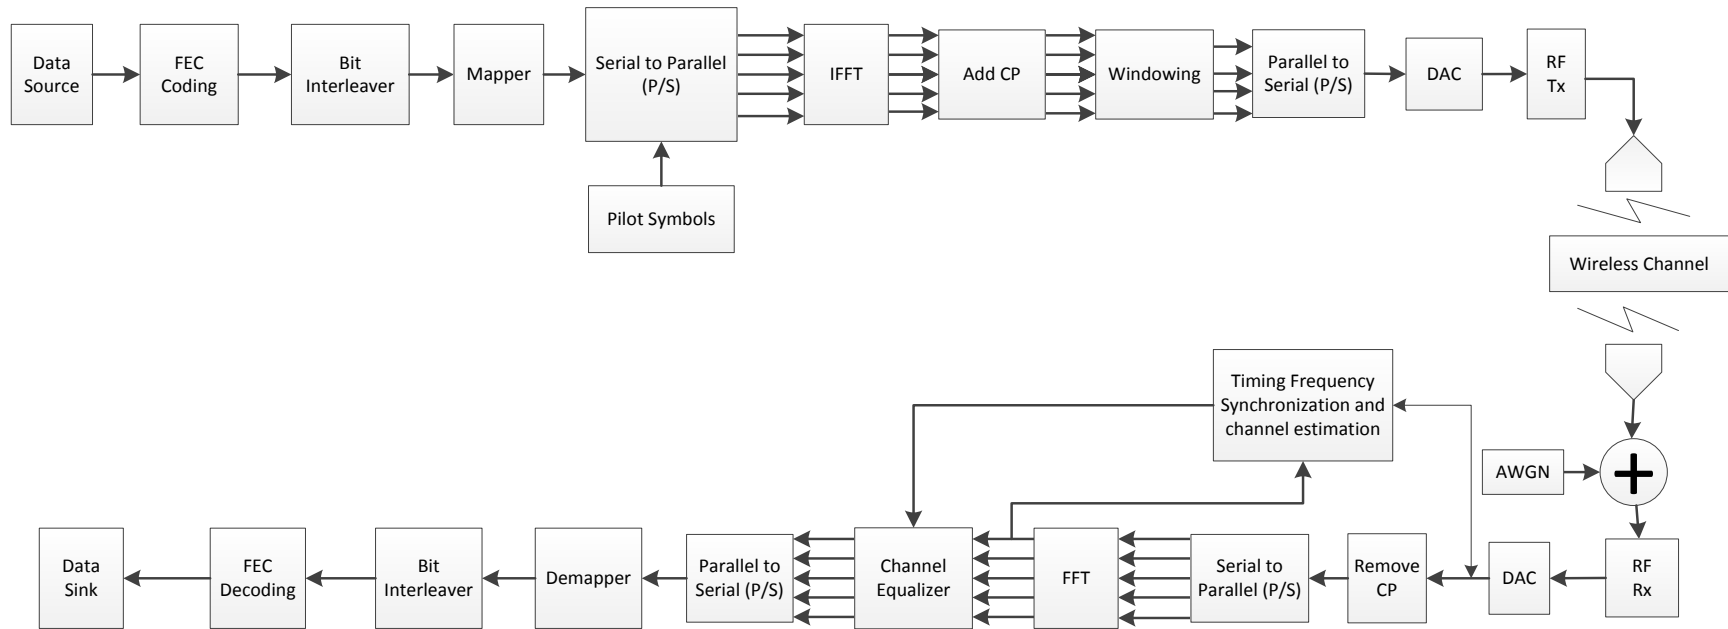 Data
Source
FEC
Coding
Bit
Interleaver
Mapper
Serial to Parallel
(P/S)
IFFT
Add CP
Windowing
Parallel to
Serial (P/S)
DAC
RF
Tx
Pilot Symbols
Wireless Channel
Timing Frequency
Synchronization and
channel estimation
AWGN
+
Data
Sink
FEC
Decoding
Bit
Interleaver
Demapper
Parallel to
Serial (P/S)
Channel
Equalizer
FFT
Serial to
Parallel (P/S)
Remove
CP
DAC
RF
Rx